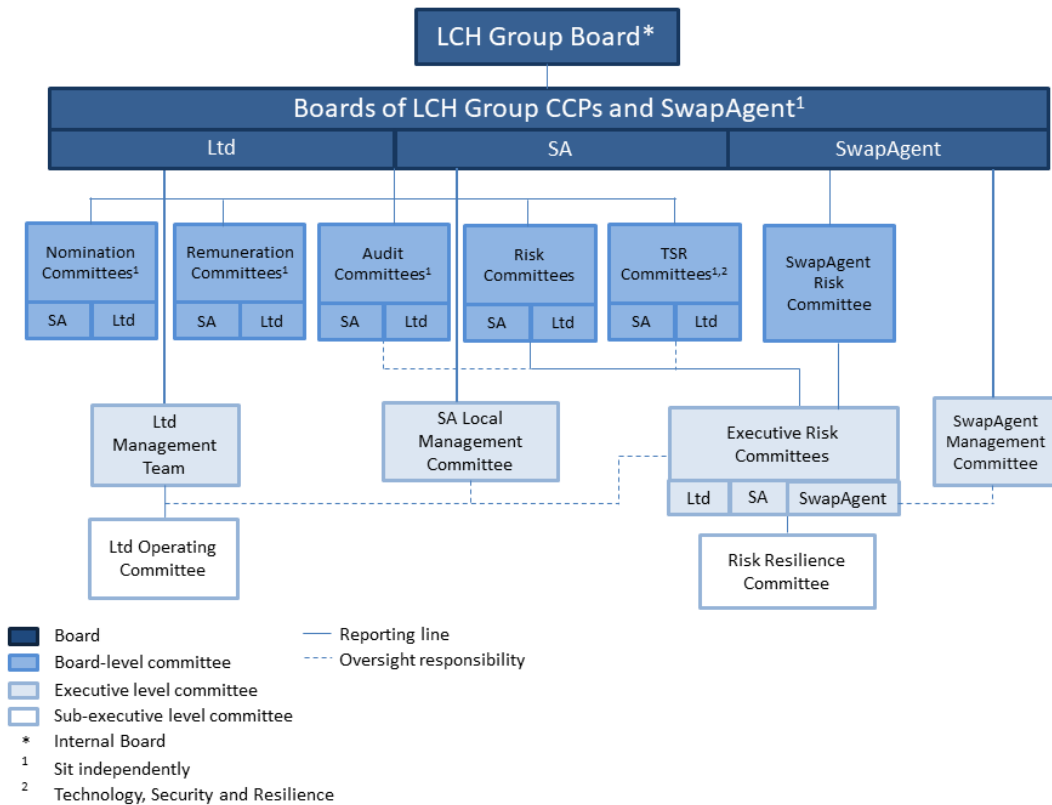 LCH Group Board*
Boards of LCH Group CCPs and SwapAgent¹
Ltd
SA
SwapAgent
Nomination
Committees¹
SA
Ltd
Remuneration
Committees¹
SA
Ltd
Audit
Committees¹
SA
Ltd
Risk
Committees
SA
Ltd
TSR
Committees¹,²
SA
Ltd
SwapAgent
Risk
Committee
Ltd
Management
Team
SA Local
Management
Committee
Executive Risk
Committees
Ltd
SA
SwapAgent
SwapAgent
Management
Committee
Ltd Operating
Committee
Risk Resilience
Committee
Board
Board-level committee
Executive level committee
Sub-executive level committee
* Internal Board
¹ Sit independently
² Technology, Security and Resilience
Reporting line
Oversight responsibility